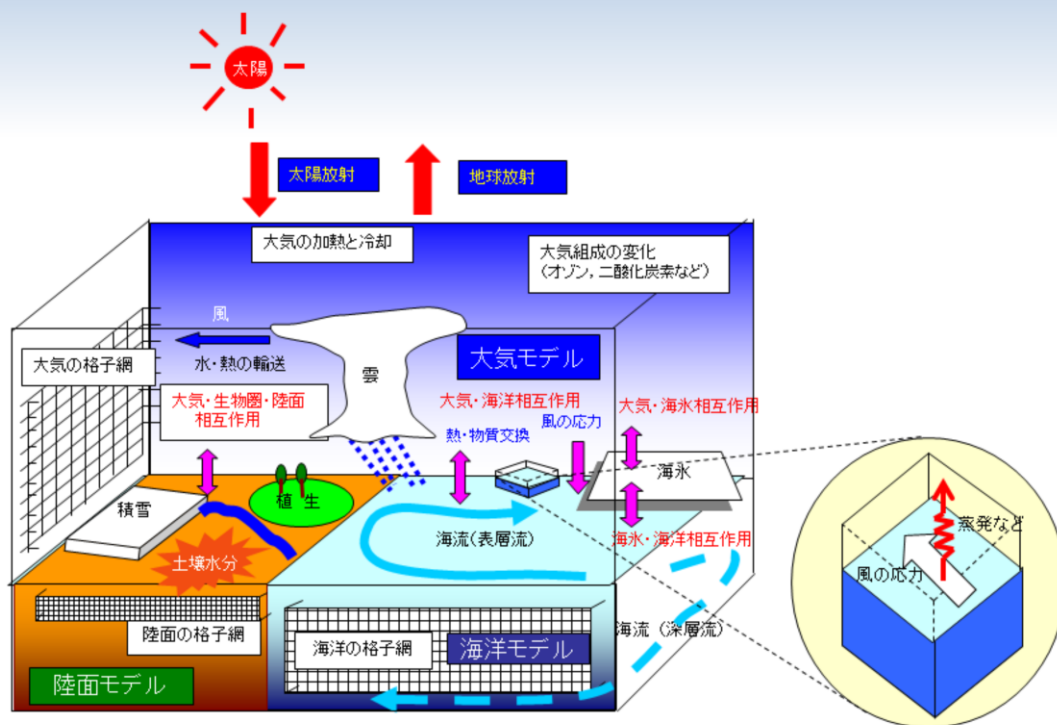 太陽
太陽放射
地球放射
大気の加熱と冷却
大気組成の変化
(オゾン,二酸化炭素など)
風
水・熱の輸送
大気の格子網
雲
大気モデル
大気・生物圏・陸面
相互作用
大気・海洋相互作用
大気・海氷相互作用
熱・物質交換
風の応力
積雪
植 生
海氷
土壌水分
海流(表層流)
海氷・海洋相互作用
蒸発など
風の応力
陸面の格子網
海洋の格子網
海洋モデル
海流 (深層流)
陸面モデル